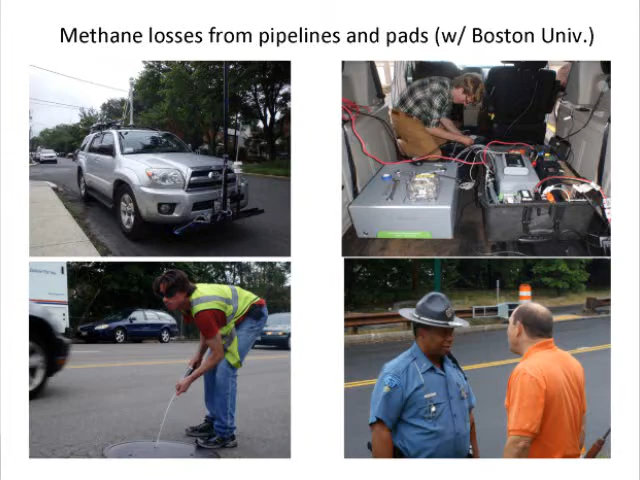 Methane losses from pipelines and pads (w/ Boston Univ.)